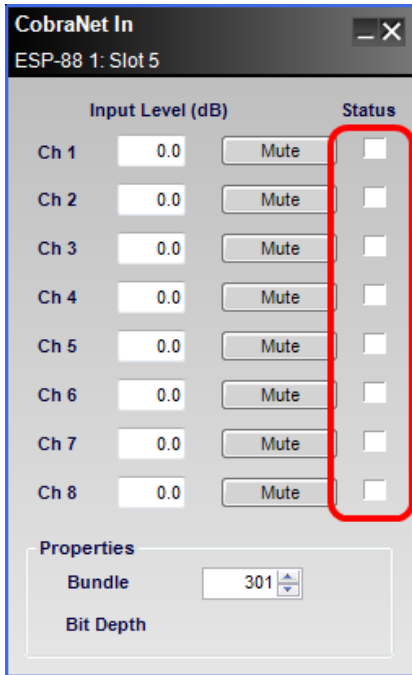 CobraNet In
ESP-88 1: Slot 5
Input Level (dB) Status
Ch 1 0.0 Mute
Ch 2 0.0 Mute
Ch 3 0.0 Mute
Ch 4 0.0 Mute
Ch 5 0.0 Mute
Ch 6 0.0 Mute
Ch 7 0.0 Mute
Ch 8 0.0 Mute
Properties
Bundle 301
Bit Depth